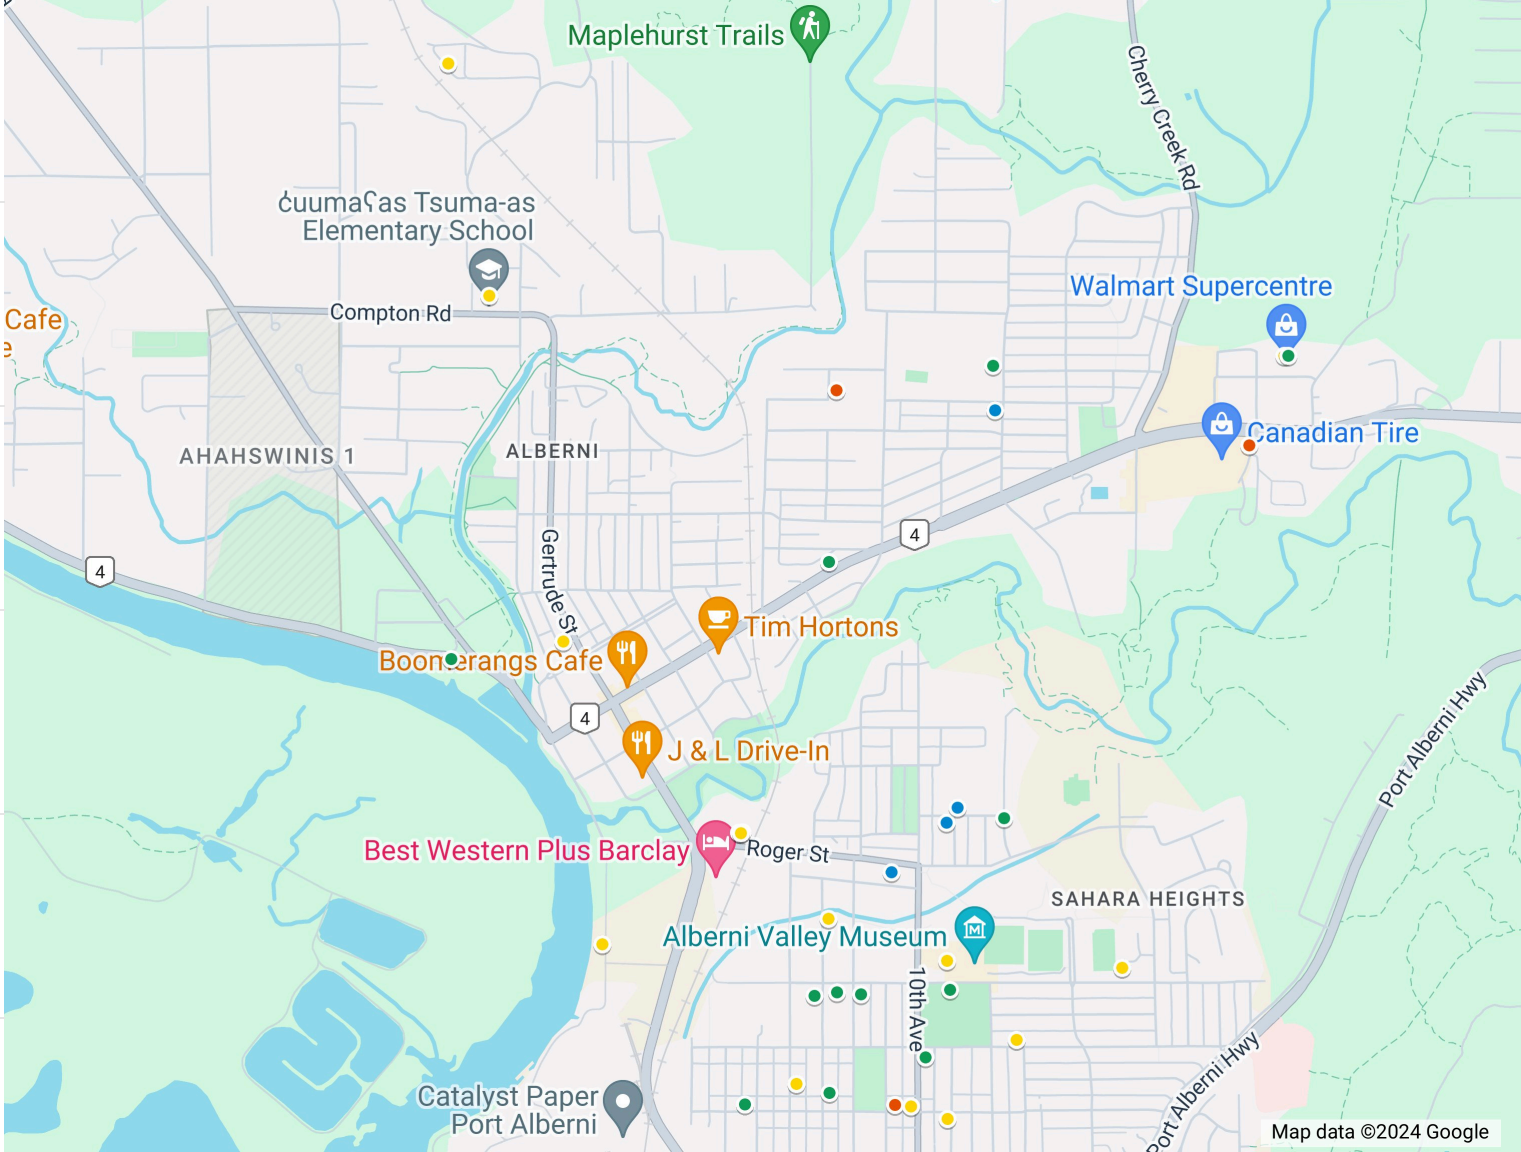 Maplehurst Trails
Cherry Creek Rd
c̓uumaʕas Tsuma-as
Elementary School
Walmart Supercentre
Compton Rd
Cafe
e
Canadian Tire
ALBERNI
AHAHSWINIS 1
4
4
Gertrude St
Tim Hortons
Boomerangs Cafe
4
J & L Drive-In
Port Alberni Hwy
Best Western Plus Barclay
Roger St
SAHARA HEIGHTS
Alberni Valley Museum
10th Ave
Port Alberni Hwy
Catalyst Paper
Port Alberni
Map data ©2024 Google